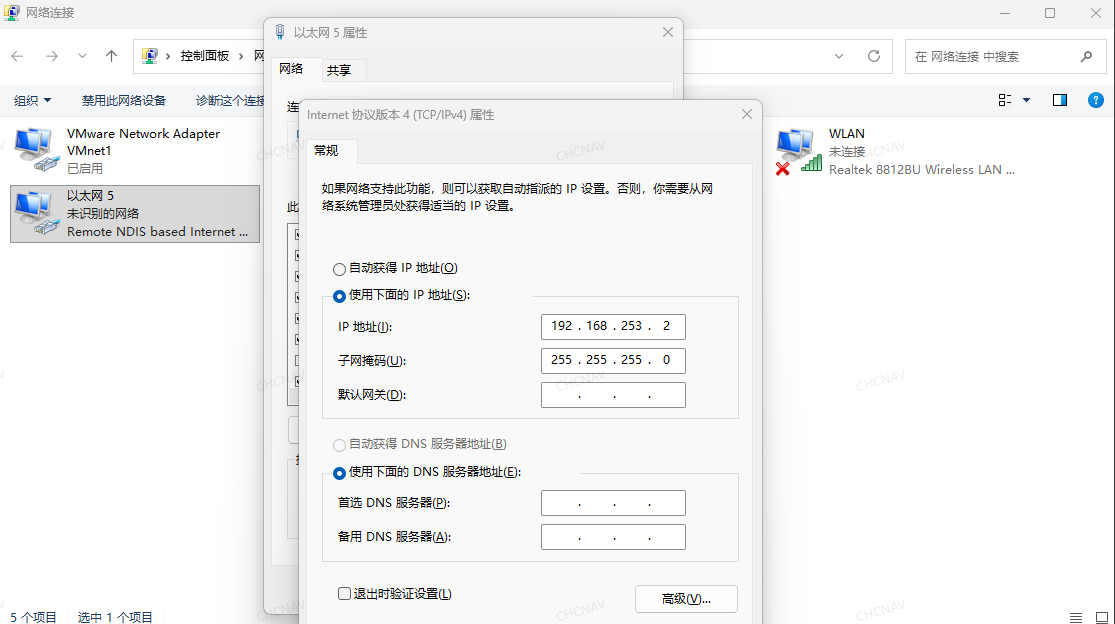 网络连接
控制面板
网
在 网络连接 中搜索
组织
禁用此网络设备
诊断这个连接
VMware Network Adapter
VMnet1
已启用
以太网 5
未识别的网络
Remote NDIS based Internet ...
WLAN
未连接
Realtek 8812BU Wireless LAN ...
以太网 5 属性
网络
共享
连
此
Internet 协议版本 4 (TCP/IPv4) 属性
常规
如果网络支持此功能，则可以获取自动指派的 IP 设置。否则，你需要从网
络系统管理员处获得适当的 IP 设置。
自动获得 IP 地址(O)
使用下面的 IP 地址(S):
IP 地址(I):
192 . 168 . 253 . 2
子网掩码(U):
255 . 255 . 255 . 0
默认网关(D):
. . .
自动获得 DNS 服务器地址(B)
使用下面的 DNS 服务器地址(E):
首选 DNS 服务器(P):
. . .
备用 DNS 服务器(A):
. . .
退出时验证设置(L)
高级(V)...
5 个项目
选中 1 个项目
CHCNAV
CHCNAV
CHCNAV
CHCNAV
CHCNAV
CHCNAV
CHCNAV
CHCNAV